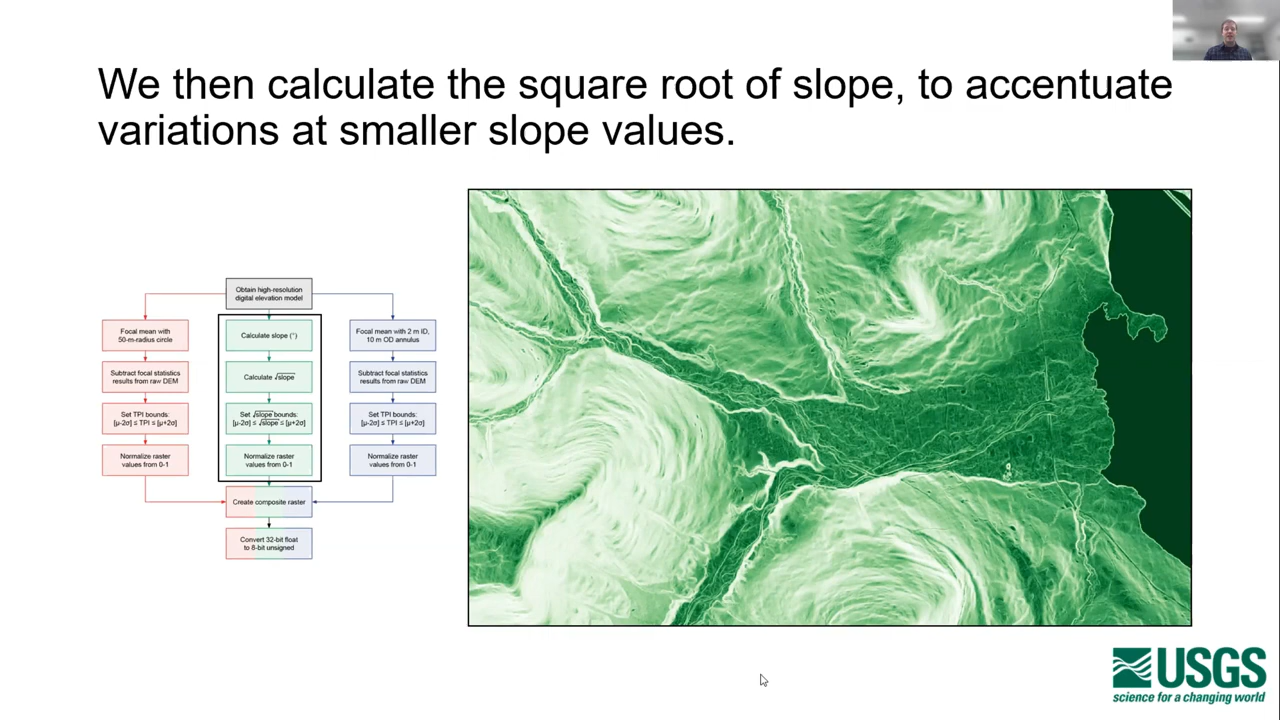 We then calculate the square root of slope, to accentuate
variations at smaller slope values.
Obtain high-resolution
digital elevation model
Focal mean with
50-m-radius circle
Subtract focal statistics
results from raw DEM
Set TPI bounds:
[μ-2σ] ≤ TPI ≤ [μ+2σ]
Normalize raster
values from 0-1
Calculate slope (°)
Calculate √slope
Set √slope bounds:
[μ-2σ] ≤ √slope ≤ [μ+2σ]
Normalize raster
values from 0-1
Focal mean with 2 m ID,
10 m OD annulus
Subtract focal statistics
results from raw DEM
Set TPI bounds:
[μ-2σ] ≤ TPI ≤ [μ+2σ]
Normalize raster
values from 0-1
Create composite raster
Convert 32-bit float
to 8-bit unsigned
USGS
science for a changing world